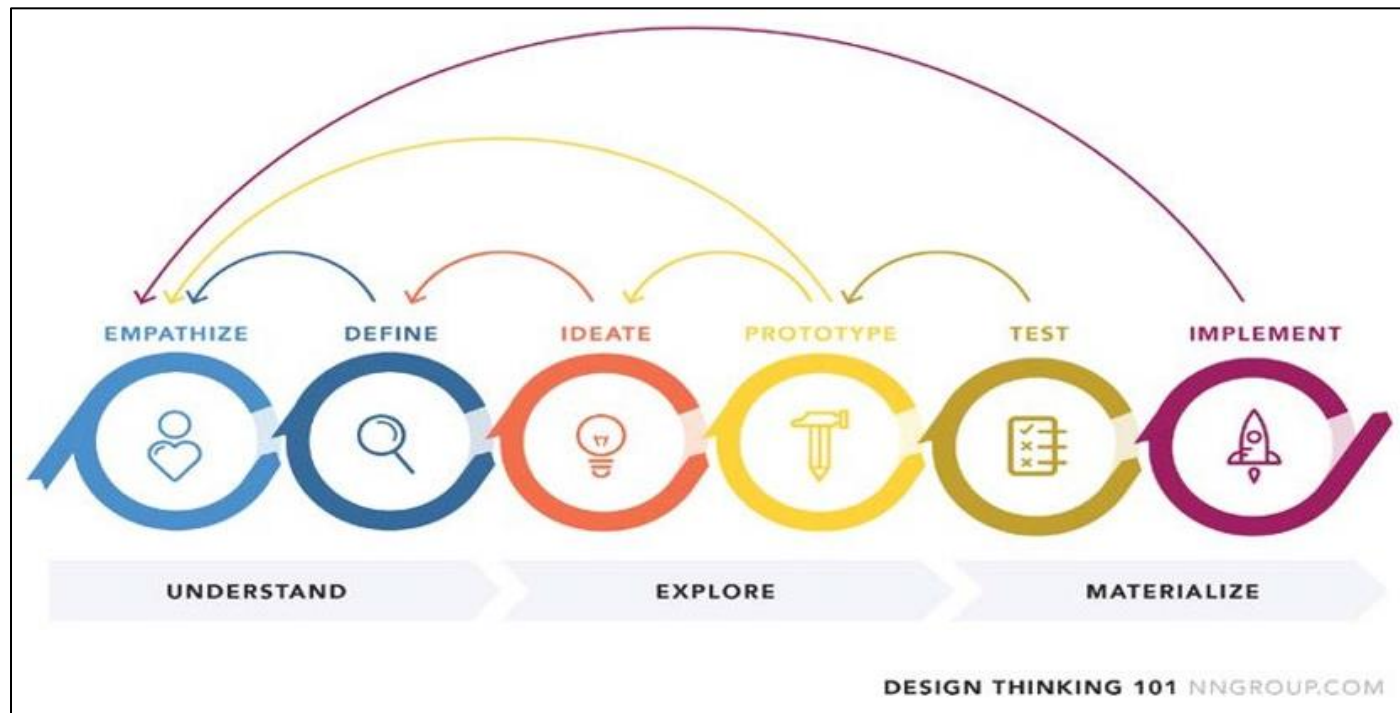 EMPATHIZE
DEFINE
IDEATE
PROTOTYPE
TEST
IMPLEMENT
UNDERSTAND
EXPLORE
MATERIALIZE
DESIGN THINKING 101 NNGROUP.COM